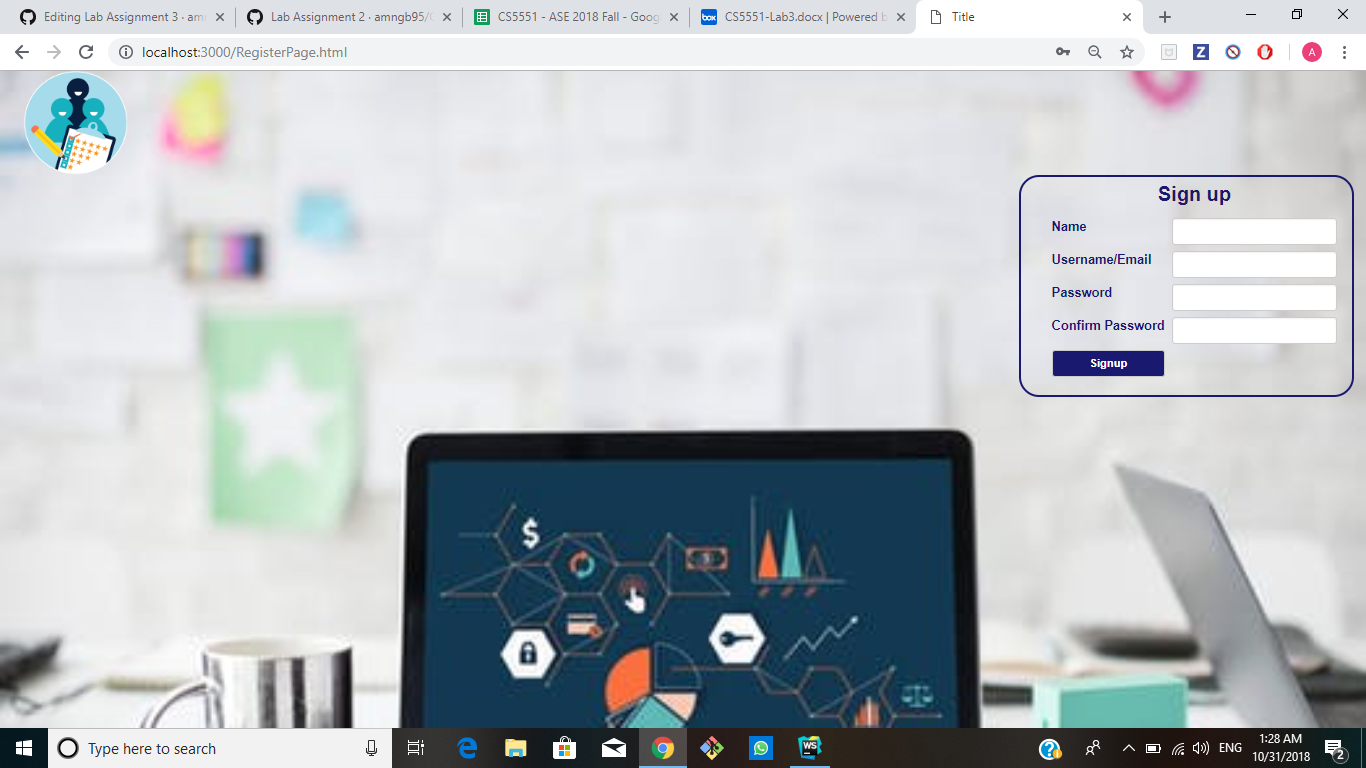 Editing Lab Assignment 3 · am
Lab Assignment 2 · amngb95/
CS5551 - ASE 2018 Fall - Goog
box
CS5551-Lab3.docx | Powered b
Title
localhost:3000/RegisterPage.html
Z
A
Sign up
Name
Username/Email
Password
Confirm Password
Signup
$
Type here to search
WS
ENG
1:28 AM
10/31/2018
2